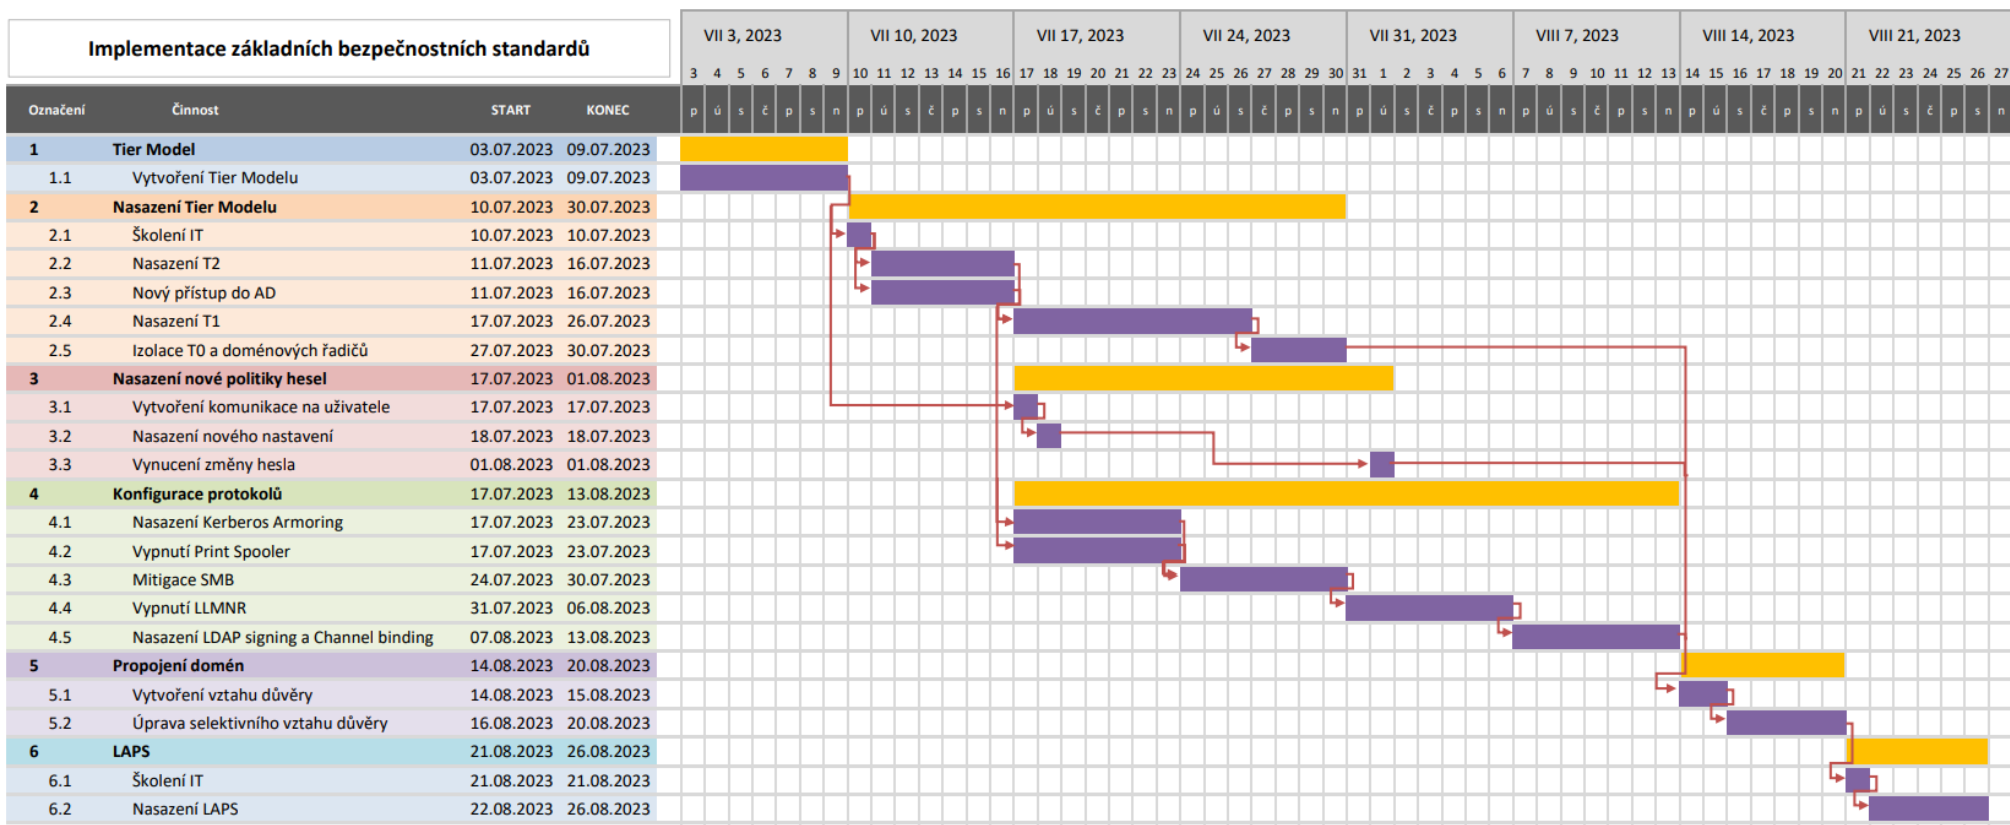 VII 3, 2023 VII 10, 2023 VII 17, 2023 VII 24, 2023 VII 31, 2023 VIII 7, 2023 VIII 14, 2023 VIII 21, 2023
Implementace základních bezpečnostních standardů
3 4 5 6 7 8 9 10 11 12 13 14 15 16 17 18 19 20 21 22 23 24 25 26 27 28 29 30 31 1 2 3 4 5 6 7 8 9 10 11 12 13 14 15 16 17 18 19 20 21 22 23 24 25 26 27
Označení Činnost START KONEC p ú s č p s n p ú s č p s n p ú s č p s n p ú s č p s n p ú s č p s n p ú s č p s n p ú s č p s n p ú s č p s n
1 Tier Model 03.07.2023 09.07.2023
1.1 Vytvoření Tier Modelu 03.07.2023 09.07.2023
2 Nasazení Tier Modelu 10.07.2023 30.07.2023
2.1 Školení IT 10.07.2023 10.07.2023
2.2 Nasazení T2 11.07.2023 16.07.2023
2.3 Nový přístup do AD 11.07.2023 16.07.2023
2.4 Nasazení T1 17.07.2023 26.07.2023
2.5 Izolace T0 a doménových řadičů 27.07.2023 30.07.2023
3 Nasazení nové politiky hesel 17.07.2023 01.08.2023
3.1 Vytvoření komunikace na uživatele 17.07.2023 17.07.2023
3.2 Nasazení nového nastavení 18.07.2023 18.07.2023
3.3 Vynucení změny hesla 01.08.2023 01.08.2023
4 Konfigurace protokolů 17.07.2023 13.08.2023
4.1 Nasazení Kerberos Armoring 17.07.2023 23.07.2023
4.2 Vypnutí Print Spooler 17.07.2023 23.07.2023
4.3 Mitigace SMB 24.07.2023 30.07.2023
4.4 Vypnutí LLMNR 31.07.2023 06.08.2023
4.5 Nasazení LDAP signing a Channel binding 07.08.2023 13.08.2023
5 Propojení domén 14.08.2023 20.08.2023
5.1 Vytvoření vztahu důvěry 14.08.2023 15.08.2023
5.2 Úprava selektivního vztahu důvěry 16.08.2023 20.08.2023
6 LAPS 21.08.2023 26.08.2023
6.1 Školení IT 21.08.2023 21.08.2023
6.2 Nasazení LAPS 22.08.2023 26.08.2023